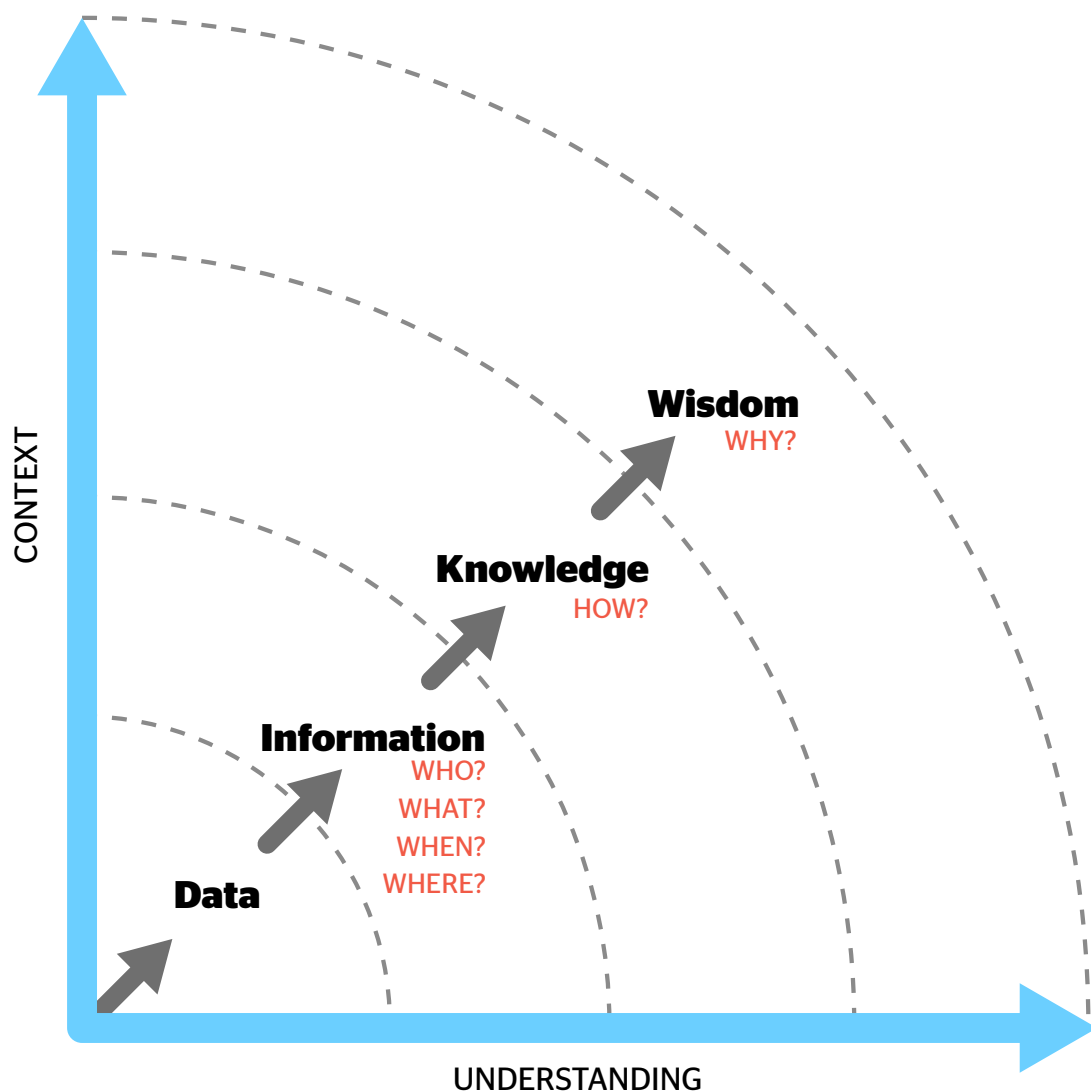 Wisdom
WHY?
CONTEXT
Knowledge
HOW?
Information
WHO?
WHAT?
WHEN?
WHERE?
Data
UNDERSTANDING